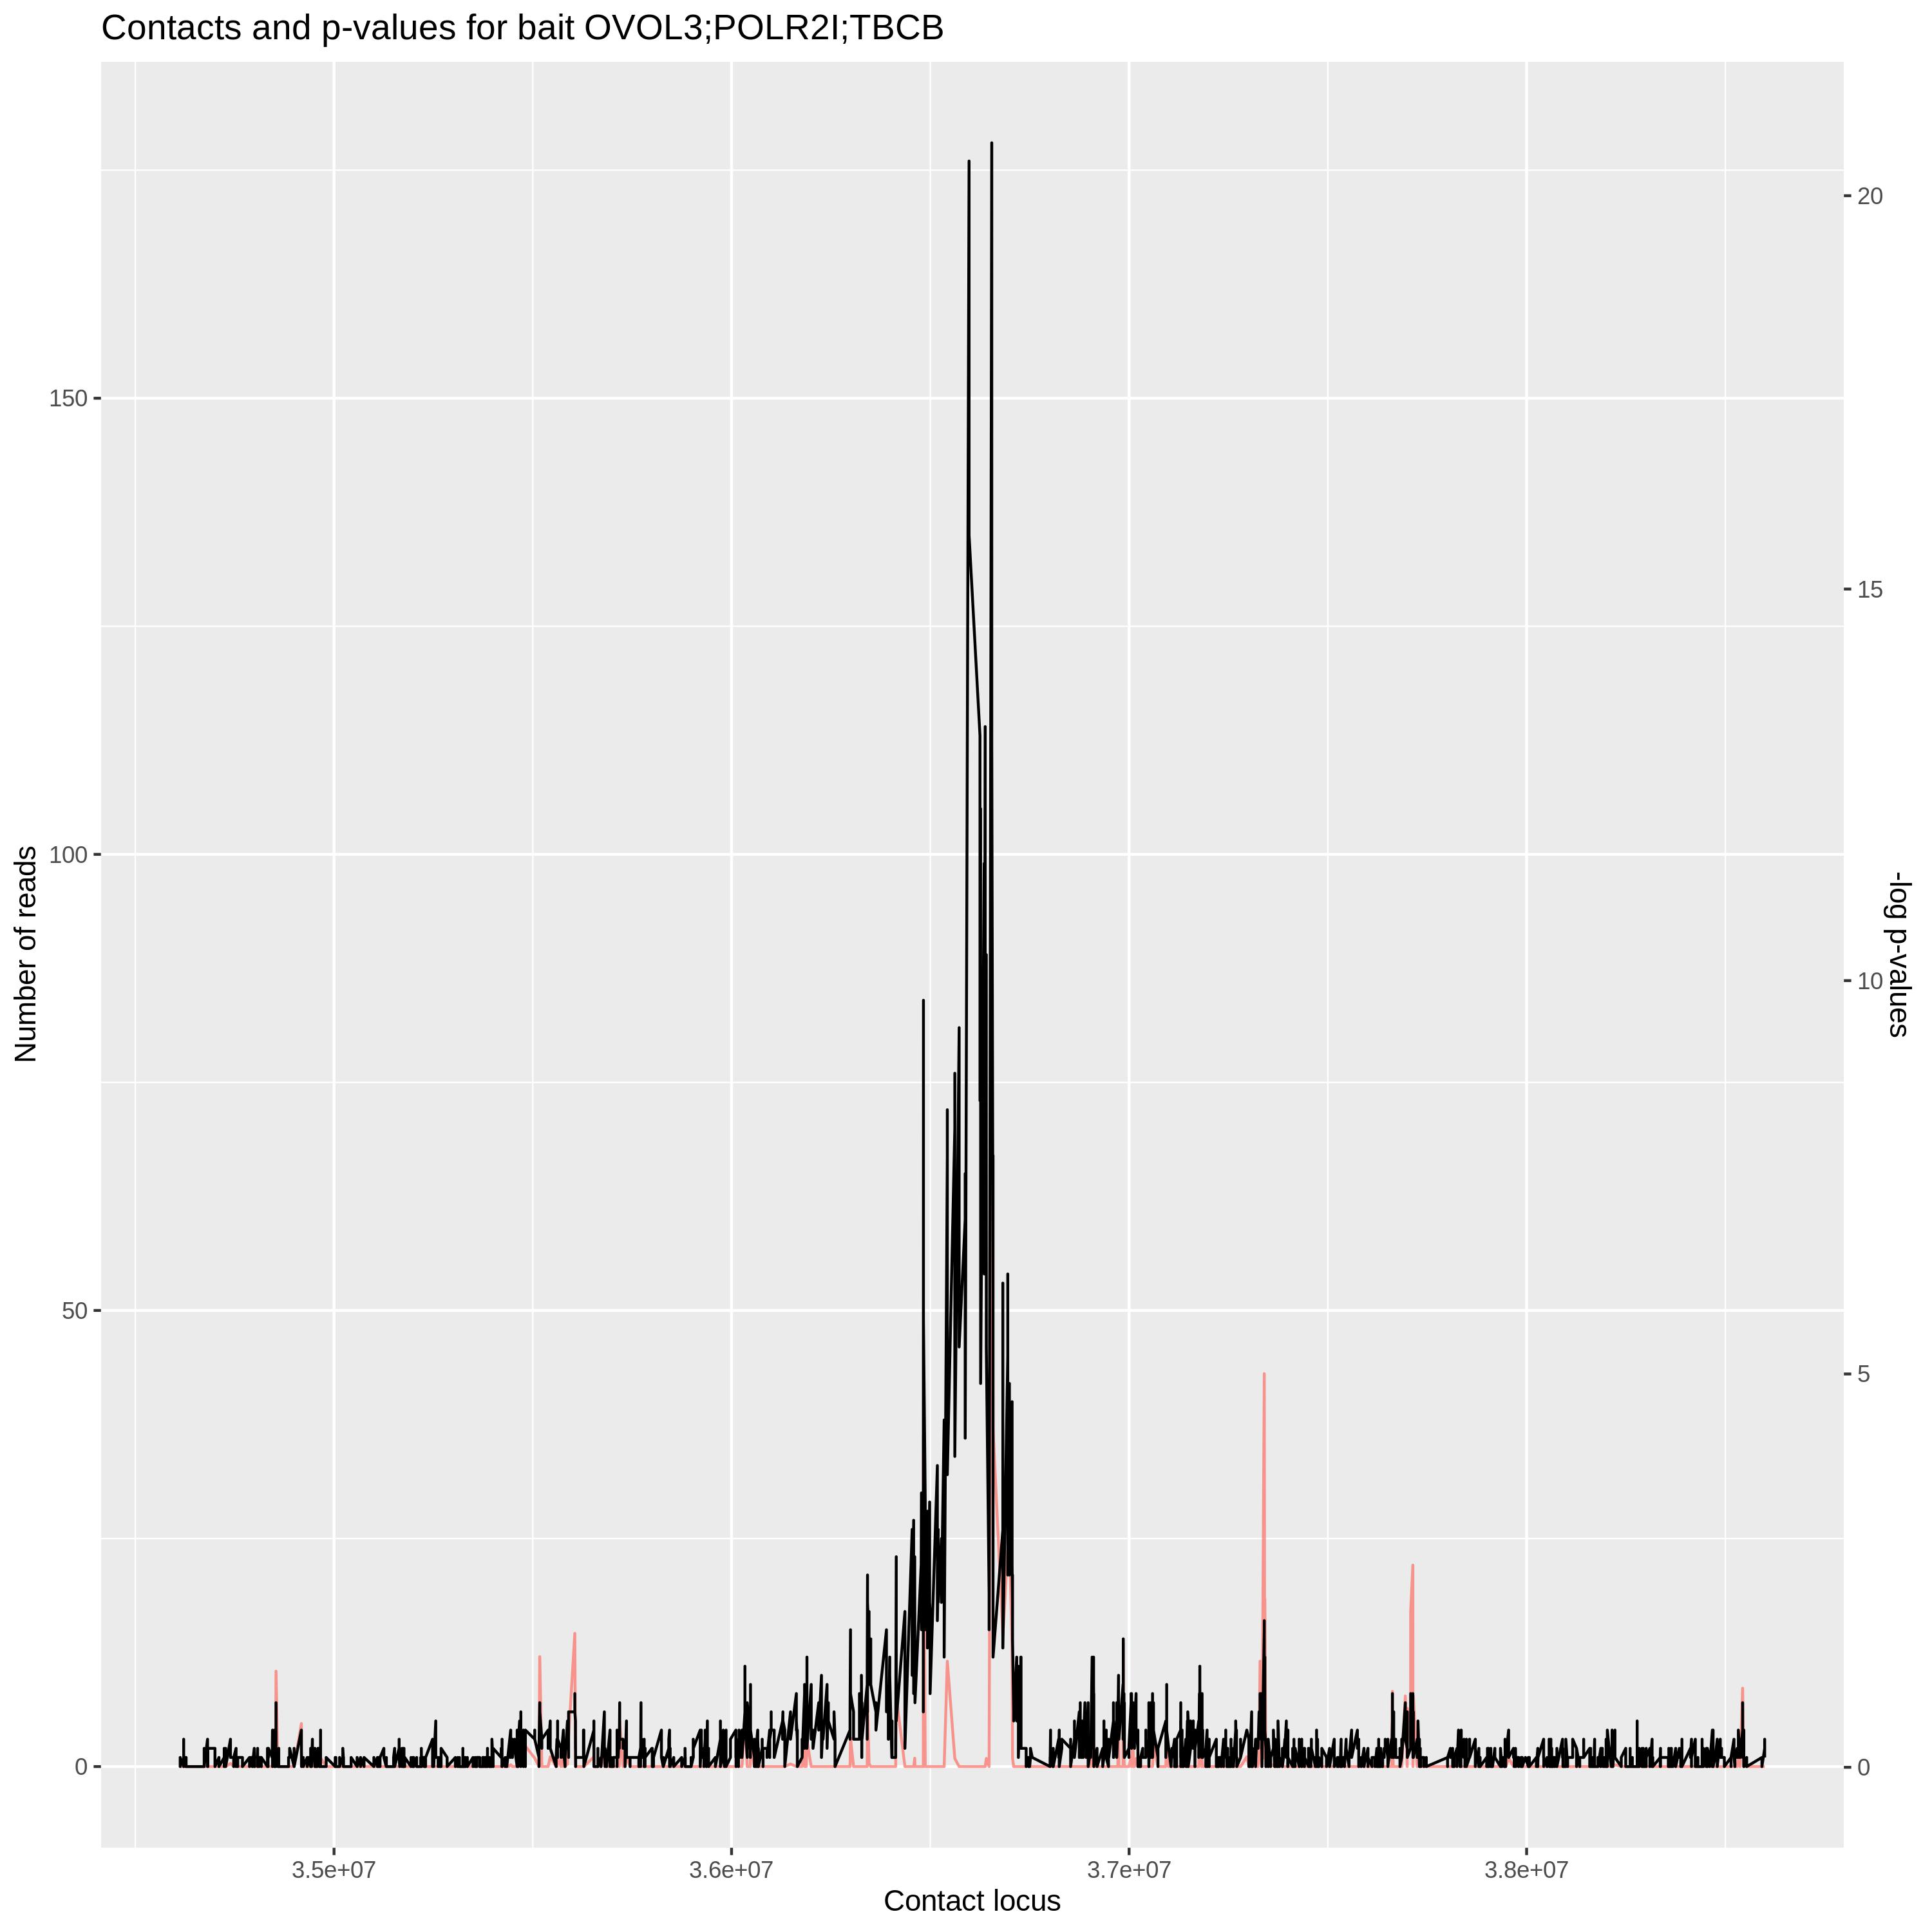 Contacts and p-values for bait OVOL3;POLR2I;TBCB
Number of reads
150
100
50
0
20
15
10
5
0
-log p-values
3.5e+07
3.6e+07
3.7e+07
3.8e+07
Contact locus